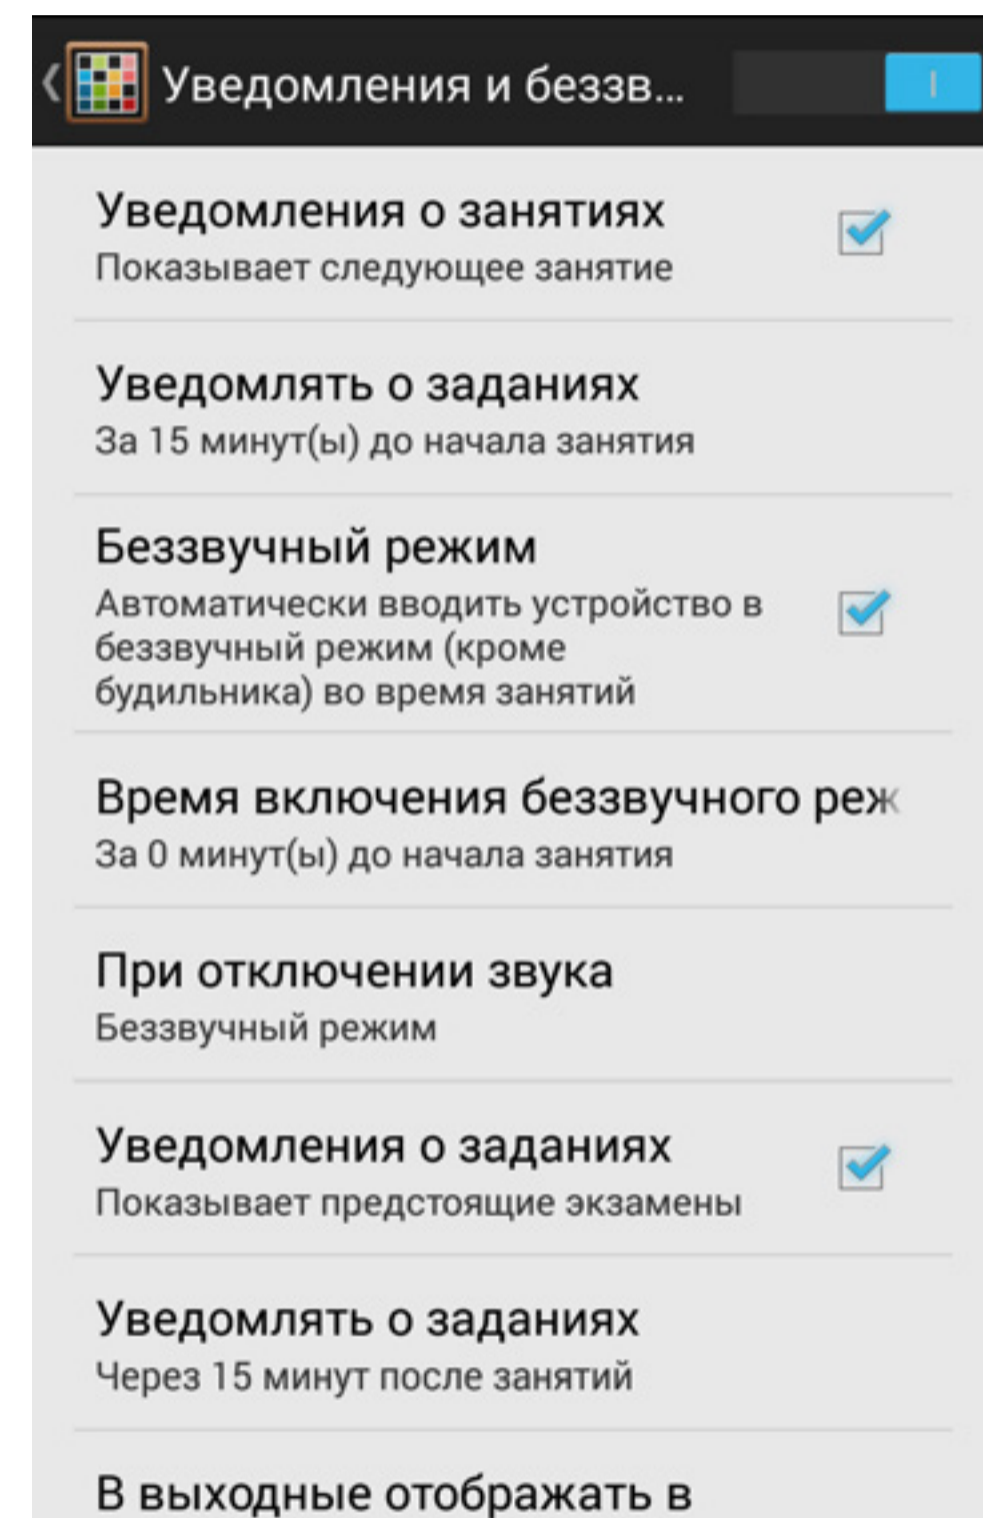 Уведомления и беззв...
Уведомления о занятиях
Показывает следующее занятие
Уведомлять о заданиях
За 15 минут(ы) до начала занятия
Беззвучный режим
Автоматически вводить устройство в
беззвучный режим (кроме
будильника) во время занятий
Время включения беззвучного реж
За 0 минут(ы) до начала занятия
При отключении звука
Беззвучный режим
Уведомления о заданиях
Показывает предстоящие экзамены
Уведомлять о заданиях
Через 15 минут после занятий
В выходные отображать в